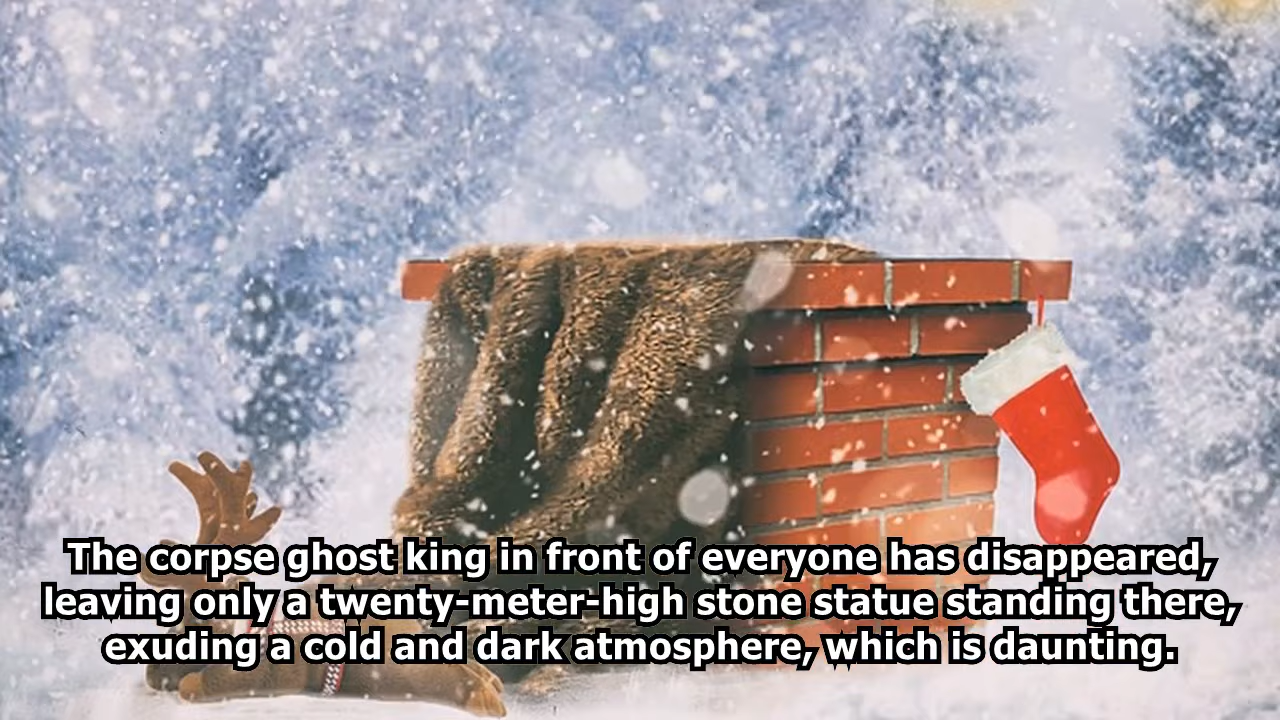 The corpse ghost king in front of everyone has disappeared,
leaving only a twenty-meter-high stone statue standing there,
exuding a cold and dark atmosphere, which is daunting.